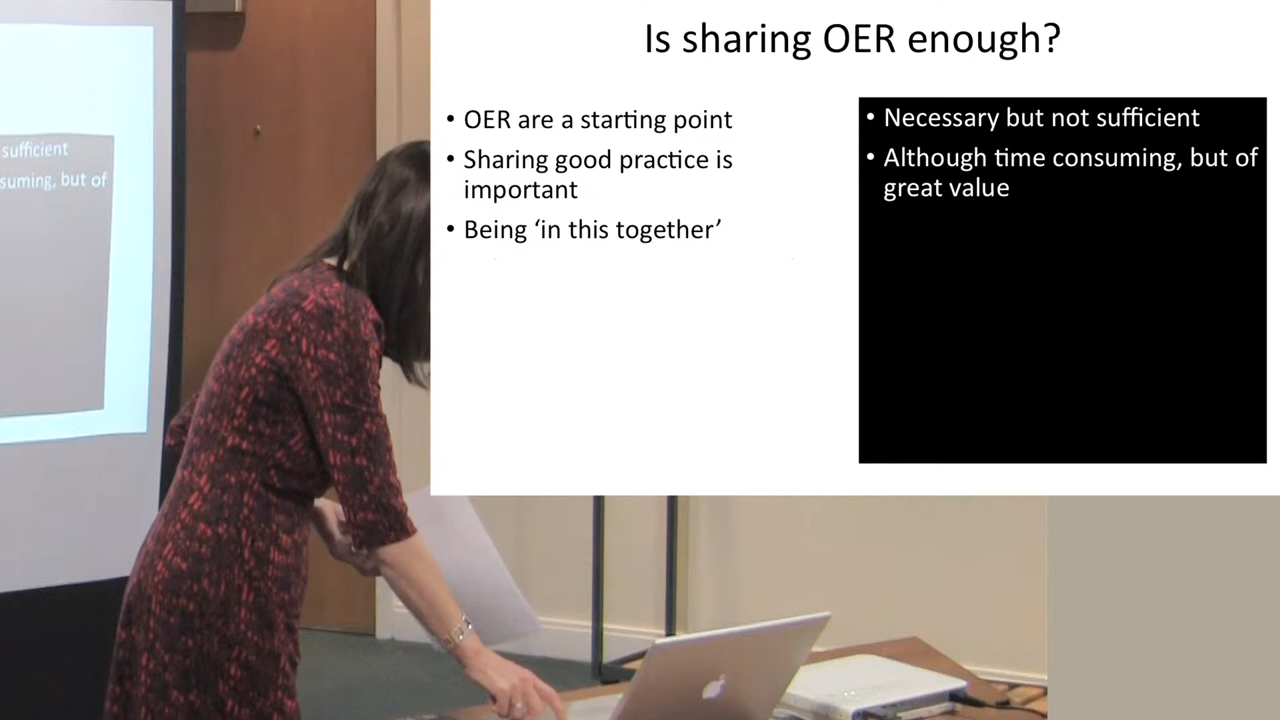 Is sharing OER enough?
• OER are a starting point
• Sharing good practice is
important
• Being ‘in this together’
• Necessary but not sufficient
• Although time consuming, but of
great value
sufficient
suming, but of